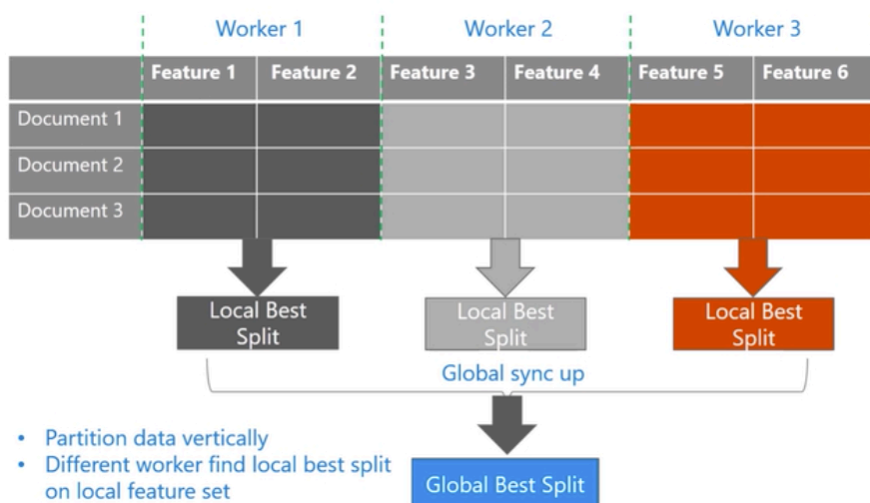 Worker 1 Worker 2 Worker 3
Feature 1 Feature 2 Feature 3 Feature 4 Feature 5 Feature 6
Document 1
Document 2
Document 3
Local Best Split
Local Best Split
Local Best Split
Global sync up
• Partition data vertically
• Different worker find local best split
on local feature set
Global Best Split